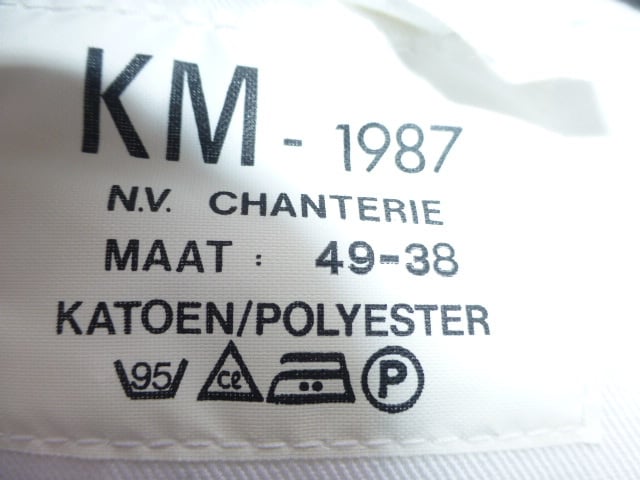 KM - 1987
N.V. CHANTERIE
MAAT : 49-38
KATOEN/POLYESTER
95 Cl P